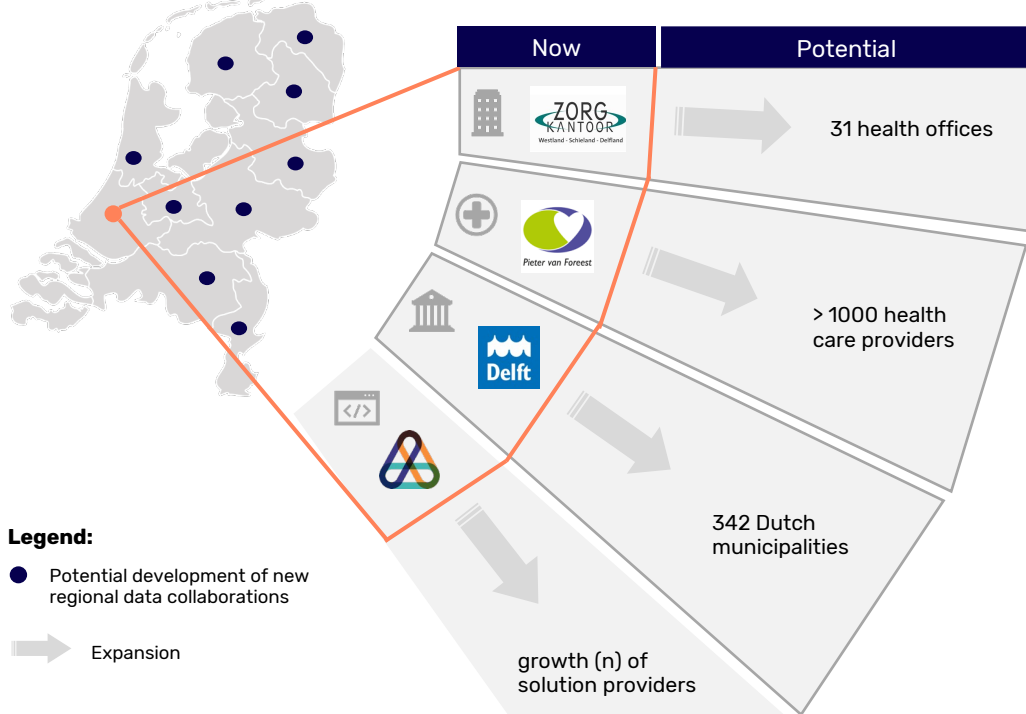 Now
Potential
ZORG
KANTOOR
Westland - Schieland - Delfland
31 health offices
Pieter van Foreest
> 1000 health
care providers
Delft
</>
342 Dutch
municipalities
growth (n) of
solution providers
Legend:
Potential development of new
regional data collaborations
Expansion